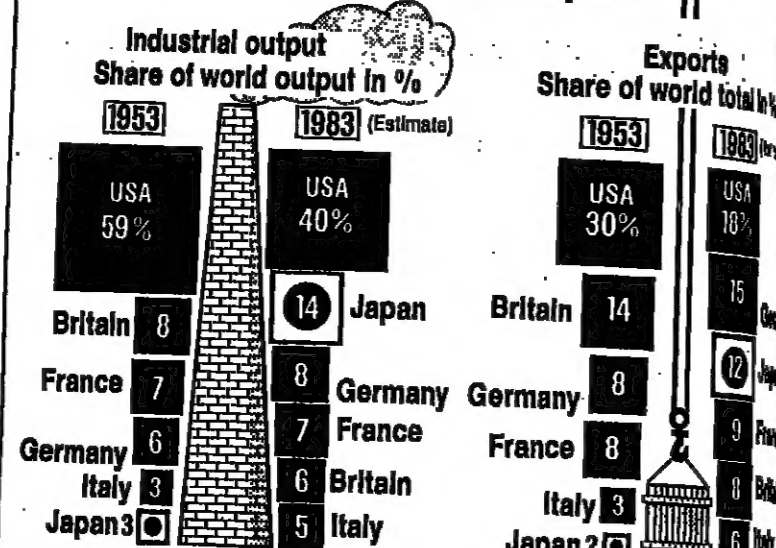 Industrial output
Share of world output in %
1953
1983 (Estimate)
USA
59%
Britain 8
France 7
Germany 6
Italy 3
Japan 3
USA
40%
14 Japan
8 Germany
7 France
6 Britain
5 Italy
Exports
Share of world total in
1953
1983
USA
30%
Britain 14
Germany 8
France 8
Italy 3
Japan 2
USA
18%
15
12
9
8
6